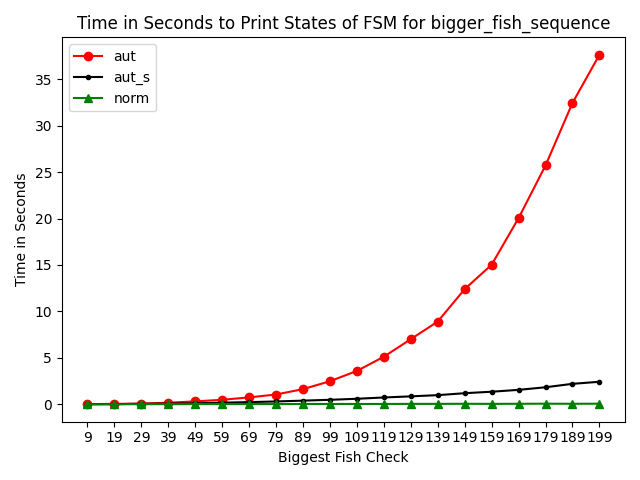 Time in Seconds to Print States of FSM for bigger_fish_sequence
aut
aut_s
norm
35
30
25
20
15
10
5
0
Time in Seconds
9 19 29 39 49 59 69 79 89 99 109 119 129 139 149 159 169 179 189 199
Biggest Fish Check